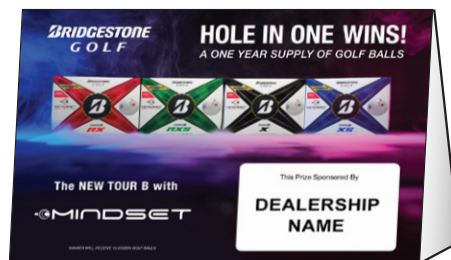 BRIDGESTONE
GOLF
HOLE IN ONE WINS!
A ONE YEAR SUPPLY OF GOLF BALLS
BRIDGESTONE
B
RX
B
RXS
B
X
B
XS
The NEW TOUR B with
MINDSET
This Prize Sponsored By
DEALERSHIP
NAME